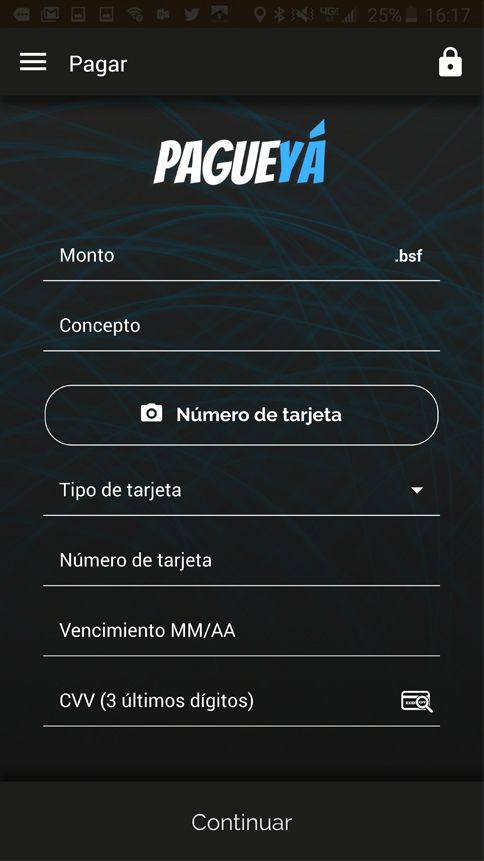 25% 16:17
Pagar
PAGUEYÁ
Monto .bsf
Concepto
Número de tarjeta
Tipo de tarjeta
Número de tarjeta
Vencimiento MM/AA
CVV (3 últimos dígitos)
Continuar